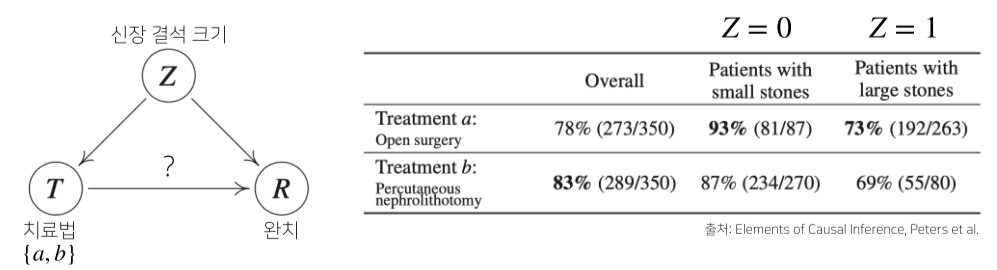 신장 결석 크기
Z
?
T
R
치료법
{a, b}
완치
Z = 0
Z = 1
Overall
Patients with small stones
Patients with large stones
Treatment a:
Open surgery
78% (273/350)
93% (81/87)
73% (192/263)
Treatment b:
Percutaneous nephrolithotomy
83% (289/350)
87% (234/270)
69% (55/80)
출처: Elements of Causal Inference, Peters et al.